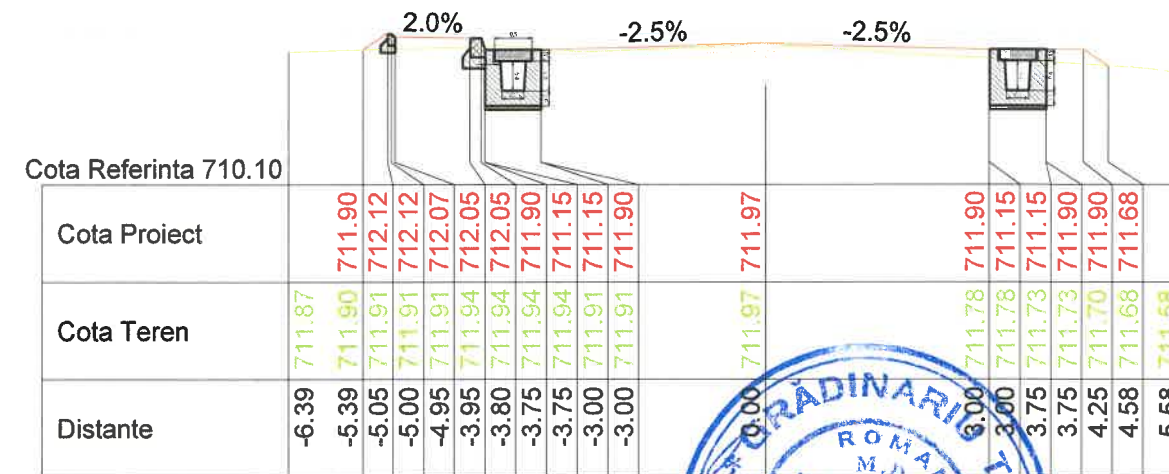 2.0%
-2.5%
-2.5%
Cota Referinta 710.10
Cota Proiect
711.90 712.12 712.12 712.07 712.05 712.05 711.90 711.15 711.15 711.90 711.97 711.90 711.15 711.15 711.90 711.90 711.68
Cota Teren
711.87 711.90 711.91 711.91 711.91 711.94 711.94 711.94 711.94 711.91 711.91 711.97 711.78 711.78 711.73 711.73 711.70 711.68 711.68
Distante
-6.39 -5.39 -5.05 -5.00 -4.95 -3.95 -3.80 -3.75 -3.75 -3.00 -3.00 0.00 3.00 3.00 3.75 3.75 4.25 4.58 5.58
GRĂDINARIU